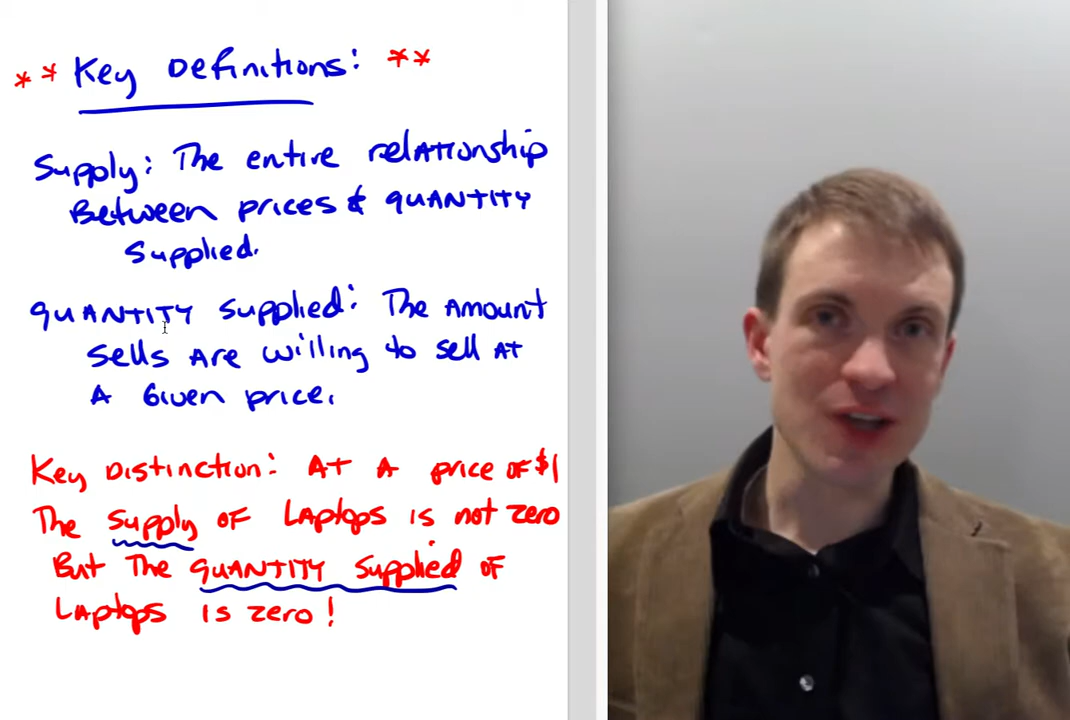 ** Key Definitions: **
Supply: The entire relationship
Between prices & quantity
Supplied.
quantity Supplied: The Amount
Sells Are willing to sell At
A Given price.
Key Distinction: At A price of $1
The Supply of Laptops is not zero
But The quantity Supplied of
Laptops is zero!